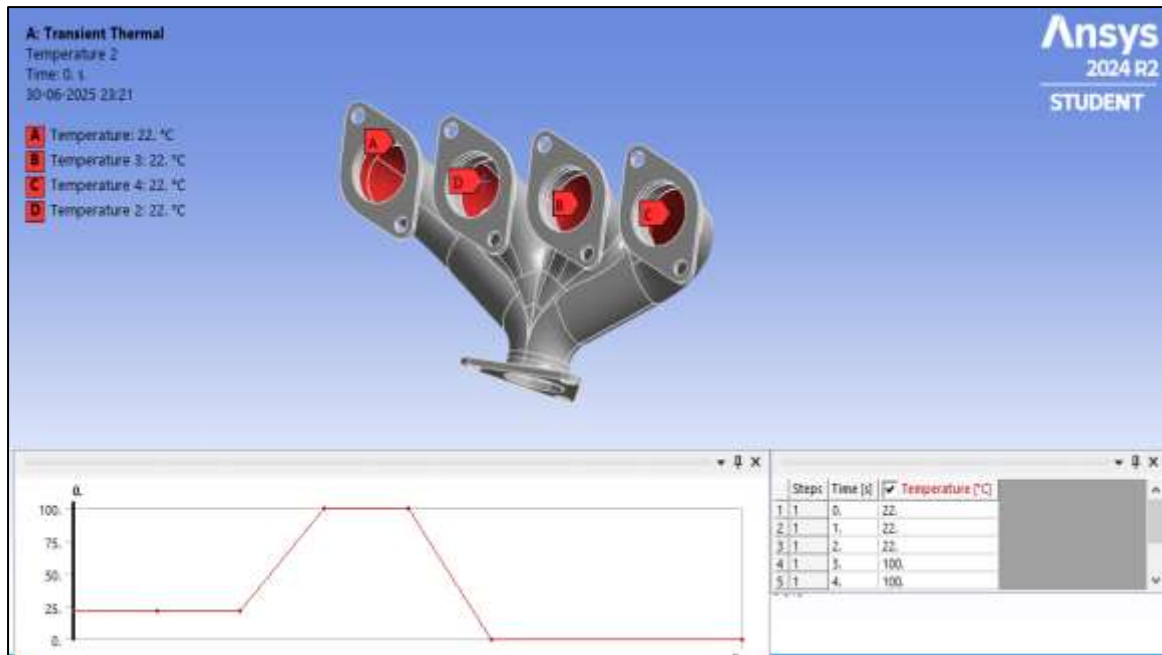 A: Transient Thermal
Temperature 2
Time: 0. s
30-06-2025 23:21
A Temperature: 22. °C
B Temperature 3: 22. °C
C Temperature 4: 22. °C
D Temperature 2: 22. °C
Ansys
2024 R2
STUDENT
A
D
B
C
0.
100.
75.
50.
25.
0.
Steps Time [s] Temperature [°C]
1 1 0. 22.
2 1 1. 22.
3 1 2. 22.
4 1 3. 100.
5 1 4. 100.